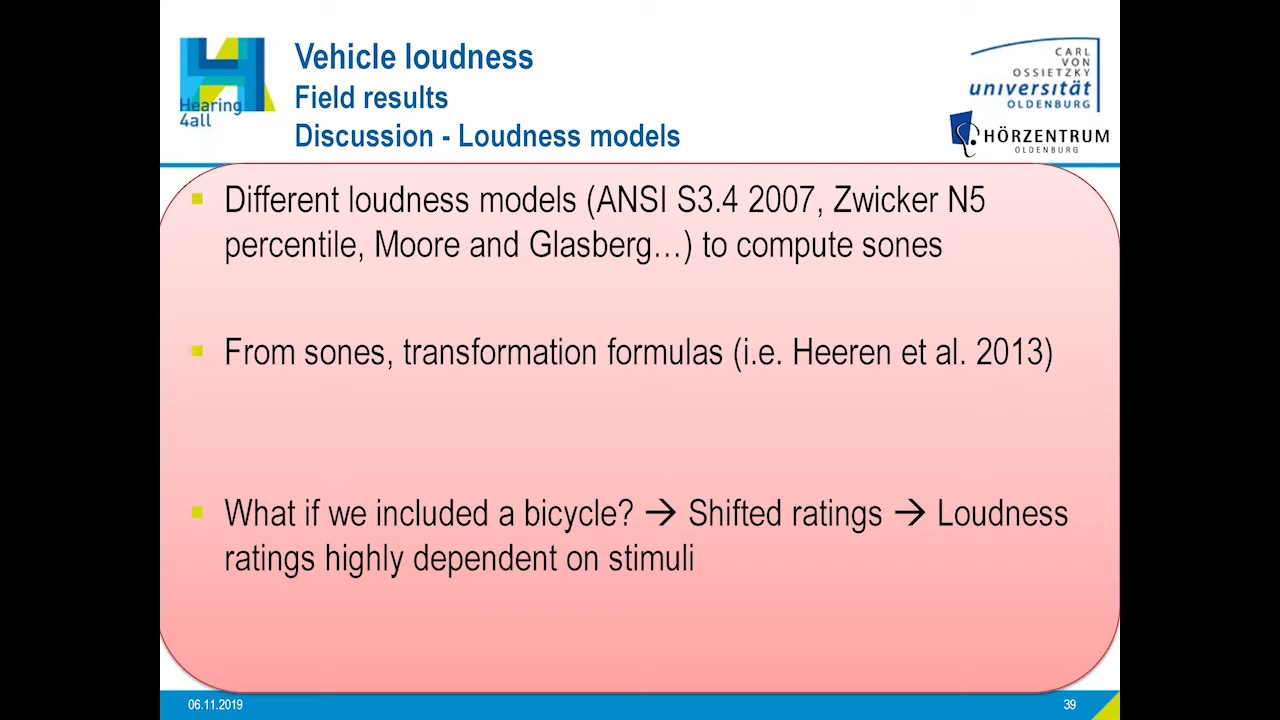 Vehicle loudness
Field results
Discussion - Loudness models
Hearing
4all
CARL
VON
OSSIETZKY
universität
OLDENBURG
HÖRZENTRUM
OLDENBURG
Different loudness models (ANSI S3.4 2007, Zwicker N5
percentile, Moore and Glasberg…) to compute sones
From sones, transformation formulas (i.e. Heeren et al. 2013)
What if we included a bicycle? → Shifted ratings → Loudness
ratings highly dependent on stimuli
06.11.2019
39